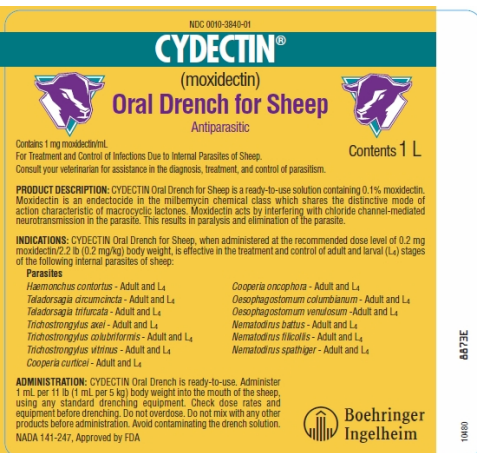 NDC 0010-3840-01
CYDECTIN®
(moxidectin)
Oral Drench for Sheep
Antiparasitic
Contains 1 mg moxidectin/mL
For Treatment and Control of Infections Due to Internal Parasites of Sheep.
Consult your veterinarian for assistance in the diagnosis, treatment, and control of parasitism.
Contents 1 L
PRODUCT DESCRIPTION: CYDECTIN Oral Drench for Sheep is a ready-to-use solution containing 0.1% moxidectin.
Moxidectin is an endectocide in the milbemycin chemical class which shares the distinctive mode of
action characteristic of macrocyclic lactones. Moxidectin acts by interfering with chloride channel-mediated
neurotransmission in the parasite. This results in paralysis and elimination of the parasite.
INDICATIONS: CYDECTIN Oral Drench for Sheep, when administered at the recommended dose level of 0.2 mg
moxidectin/2.2 lb (0.2 mg/kg) body weight, is effective in the treatment and control of adult and larval (L₄) stages
of the following internal parasites of sheep:
Parasites
Haemonchus contortus - Adult and L₄
Teladorsagia circumcincta - Adult and L₄
Teladorsagia trifurcata - Adult and L₄
Trichostrongylus axei - Adult and L₄
Trichostrongylus colubriformis - Adult and L₄
Trichostrongylus vitrinus - Adult and L₄
Cooperia curticei - Adult and L₄
Cooperia oncophora - Adult and L₄
Oesophagostomum columbianum - Adult and L₄
Oesophagostomum venulosum -Adult and L₄
Nematodirus battus - Adult and L₄
Nematodirus filicollis - Adult and L₄
Nematodirus spathiger - Adult and L₄
ADMINISTRATION: CYDECTIN Oral Drench is ready-to-use. Administer
1 mL per 11 lb (1 mL per 5 kg) body weight into the mouth of the sheep,
using any standard drenching equipment. Check dose rates and
equipment before drenching. Do not overdose. Do not mix with any other
products before administration. Avoid contaminating the drench solution.
NADA 141-247, Approved by FDA
Boehringer
Ingelheim
8873E
10480